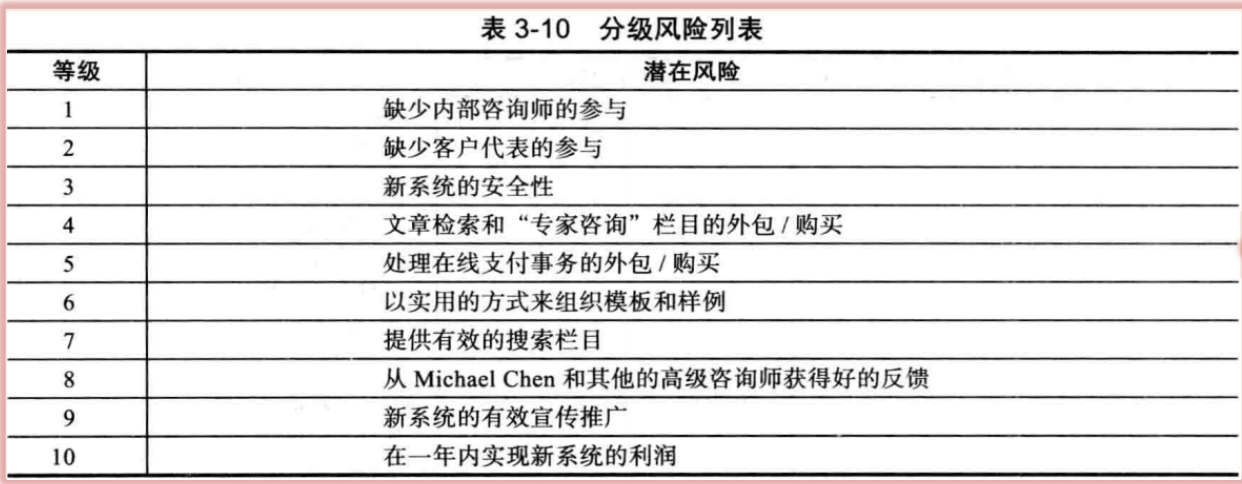 表 3-10 分级风险列表
等级 潜在风险
1 缺少内部咨询师的参与
2 缺少客户代表的参与
3 新系统的安全性
4 文章检索和“专家咨询”栏目的外包 / 购买
5 处理在线支付事务的外包 / 购买
6 以实用的方式来组织模板和样例
7 提供有效的搜索栏目
8 从 Michael Chen 和其他的高级咨询师获得好的反馈
9 新系统的有效宣传推广
10 在一年内实现新系统的利润